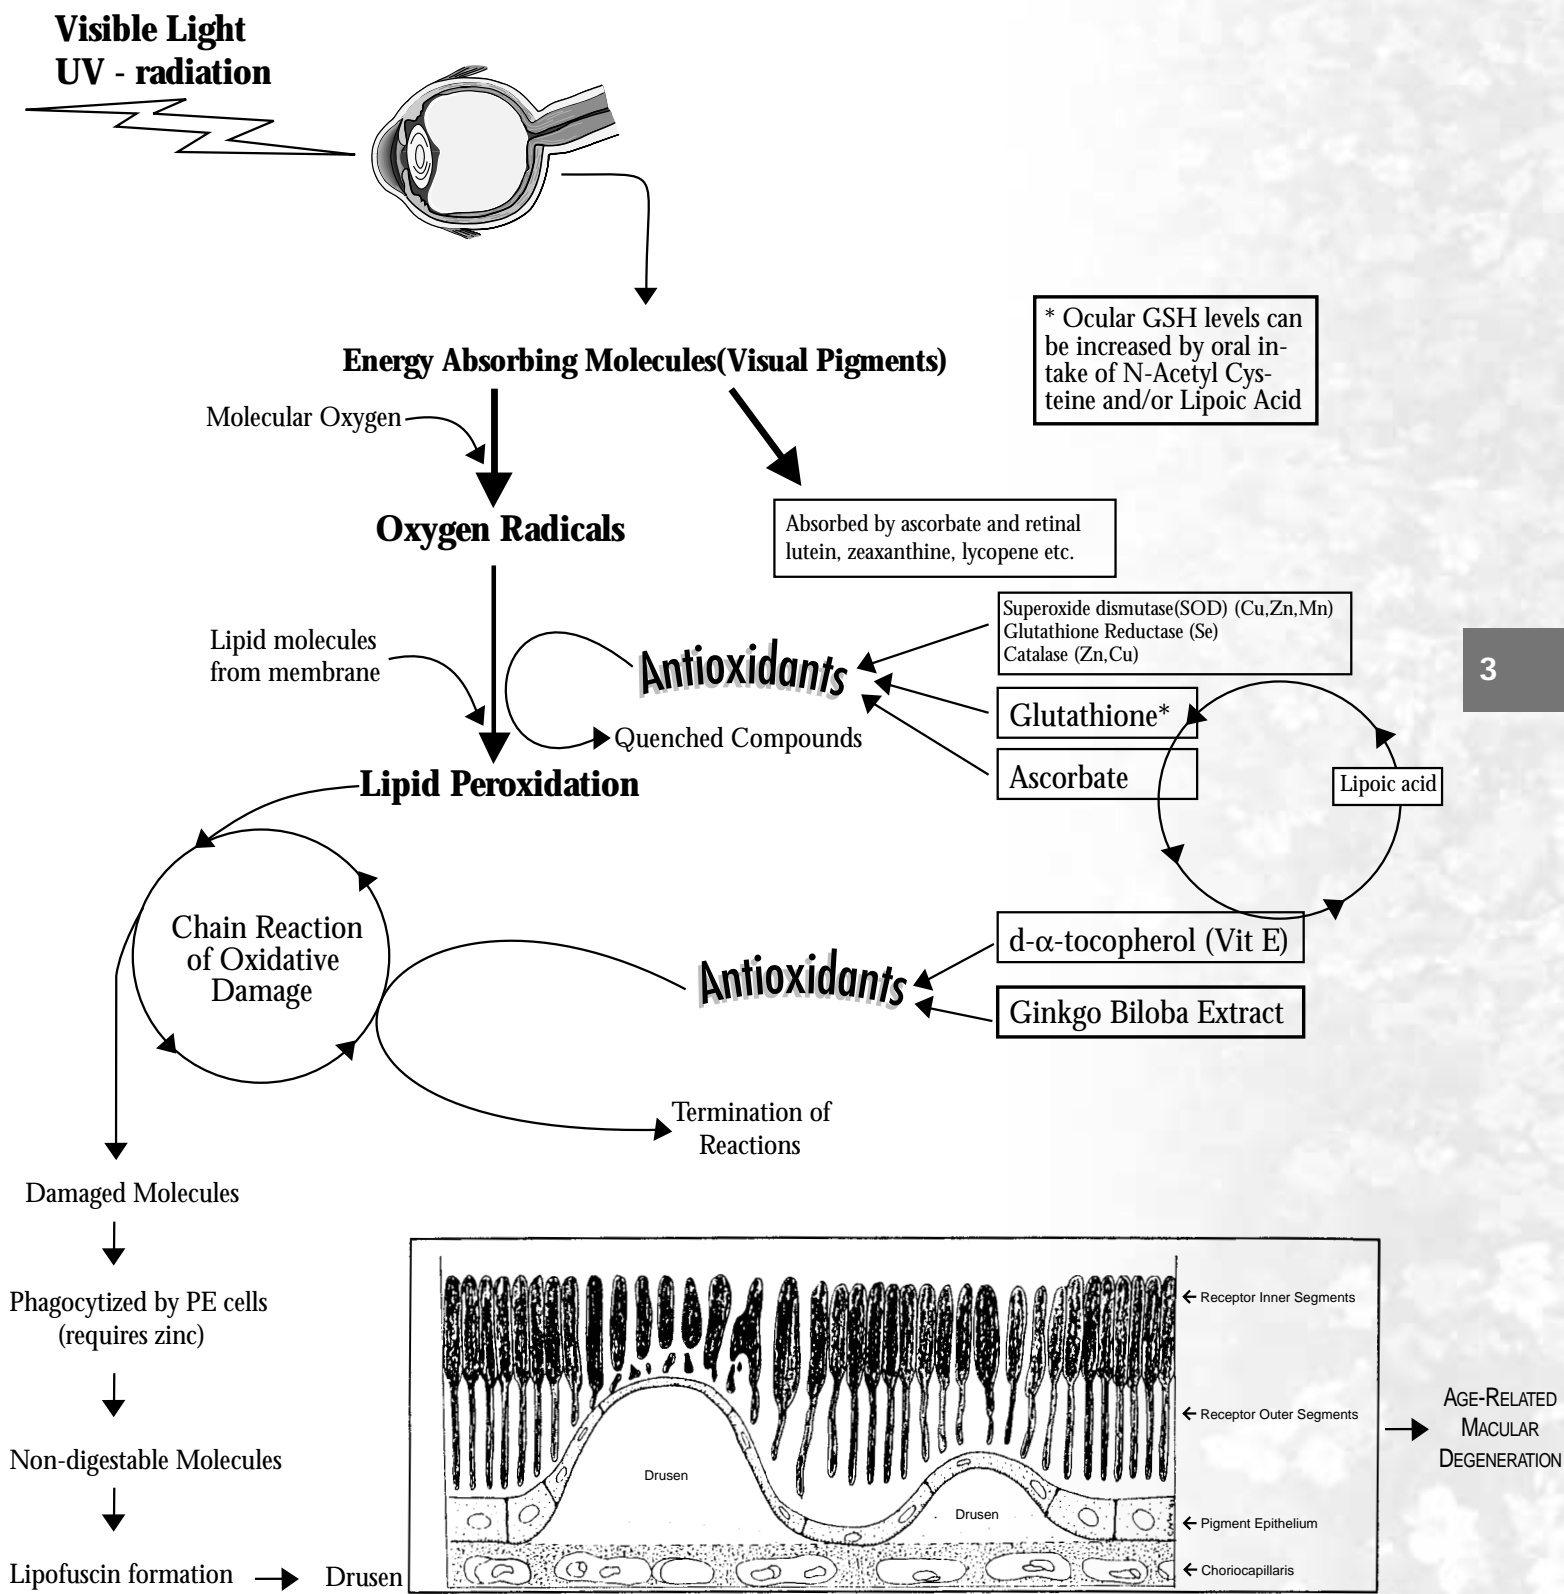 Visible Light
UV - radiation
* Ocular GSH levels can
be increased by oral in-
take of N-Acetyl Cys-
teine and/or Lipoic Acid
Energy Absorbing Molecules(Visual Pigments)
Molecular Oxygen
Oxygen Radicals
Absorbed by ascorbate and retinal
lutein, zeaxanthine, lycopene etc.
Superoxide dismutase(SOD) (Cu,Zn,Mn)
Glutathione Reductase (Se)
Catalase (Zn,Cu)
Lipid molecules
from membrane
Antioxidants
3
Glutathione*
Quenched Compounds
Ascorbate
Lipoic acid
Lipid Peroxidation
Chain Reaction
of Oxidative
Damage
d-α-tocopherol (Vit E)
Antioxidants
Ginkgo Biloba Extract
Termination of
Reactions
Damaged Molecules
Phagocytized by PE cells
(requires zinc)
Non-digestable Molecules
Lipofuscin formation
Drusen
Receptor Inner Segments
Receptor Outer Segments
Drusen
Drusen
Pigment Epithelium
Choriocapillaris
AGE-RELATED
MACULAR
DEGENERATION